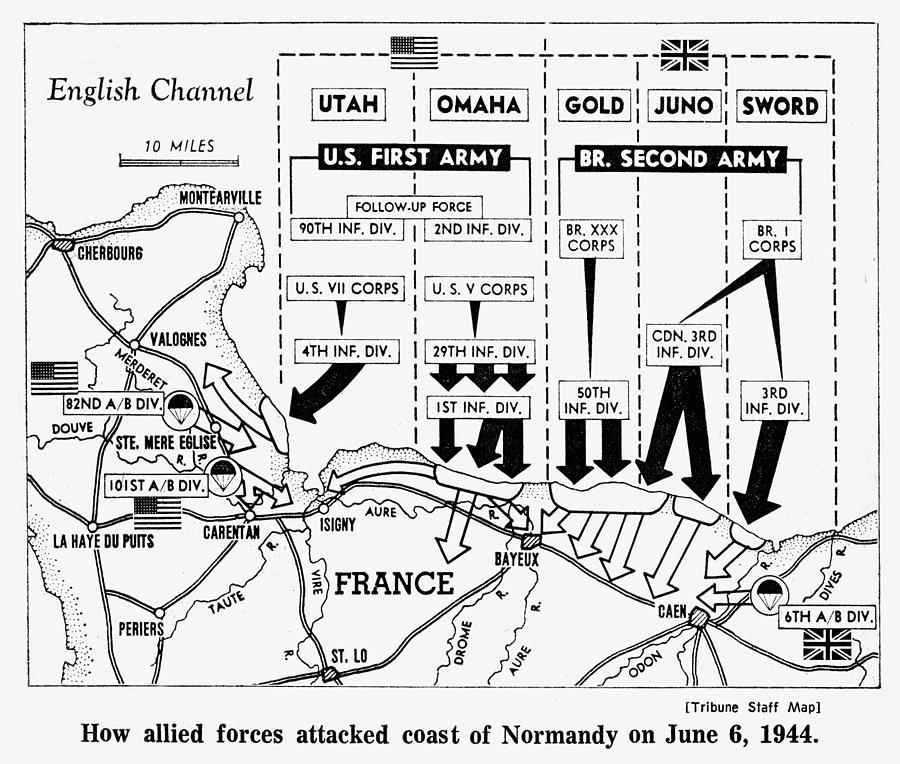 English Channel
10 MILES
UTAH
OMAHA
GOLD
JUNO
SWORD
U.S. FIRST ARMY
BR. SECOND ARMY
FOLLOW-UP FORCE
90TH INF. DIV.
2ND INF. DIV.
BR. XXX
CORPS
BR. I
CORPS
U.S. VII CORPS
U.S. V CORPS
4TH INF. DIV.
29TH INF. DIV.
CDN. 3RD
INF. DIV.
1ST INF. DIV.
50TH
INF. DIV.
3RD
INF. DIV.
MONTEARVILLE
CHERBOURG
VALOGNES
MERDERET
R.
82ND A/B DIV.
DOUVE
R.
STE. MERE EGLISE
101ST A/B DIV.
CARENTAN
ISIGNY
AURE
R.
LA HAYE DU PUITS
BAYEUX
FRANCE
VIRE
R.
TAUTE
R.
PERIERS
ST. LO
DROME
R.
AURE
R.
CAEN
ODON
R.
DIVES
R.
6TH A/B DIV.
[Tribune Staff Map]
How allied forces attacked coast of Normandy on June 6, 1944.